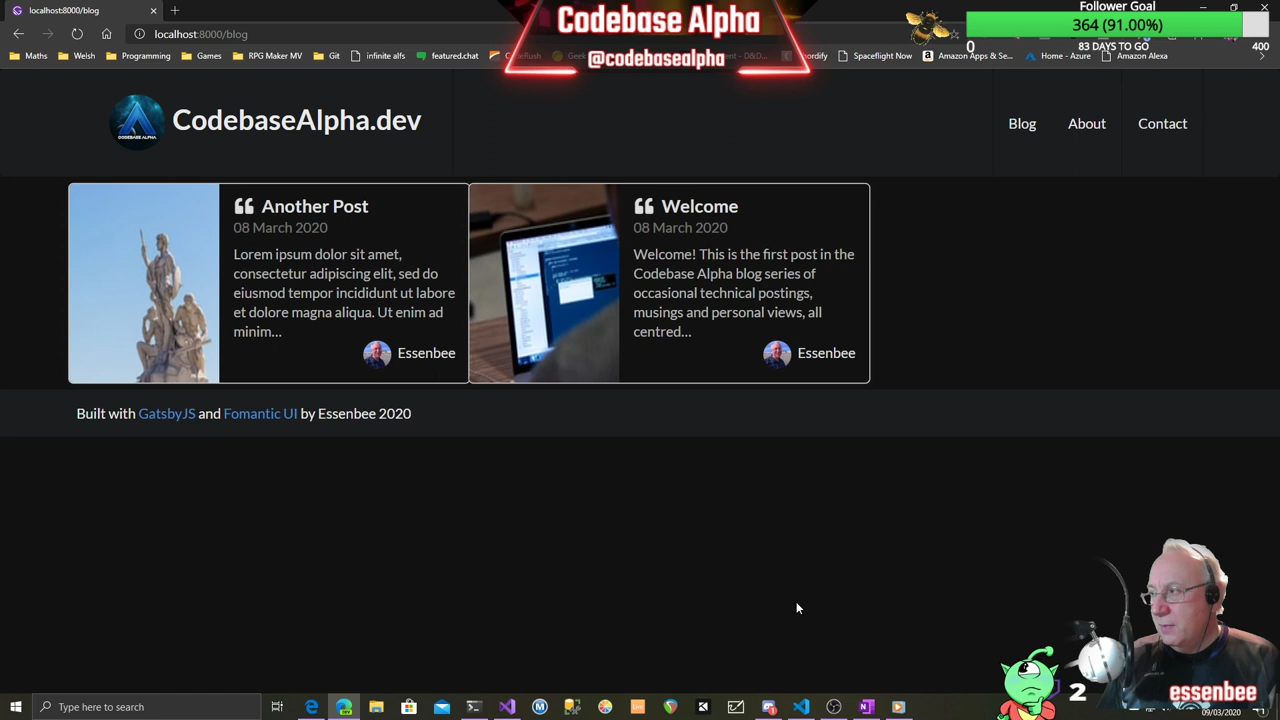 localhost:8000/blog
Codebase Alpha
@codebasealpha
Follower Goal
364 (91.00%)
0
83 DAYS TO GO
400
localhost:8000/blog
Work
Welsh
Programming
Games
RPG Maker MV
Git
infinite alfs
featured.chat
Spaceflight Now
Amazon Apps & Se...
Home - Azure
Amazon Alexa
CODEBASE ALPHA
CodebaseAlpha.dev
Blog
About
Contact
Another Post
08 March 2020
Lorem ipsum dolor sit amet,
consectetur adipiscing elit, sed do
eiusmod tempor incididunt ut labore
et dolore magna aliqua. Ut enim ad
minim...
Essenbee
Welcome
08 March 2020
Welcome! This is the first post in the
Codebase Alpha blog series of
occasional technical postings,
musings and personal views, all
centred...
Essenbee
Built with GatsbyJS and Fomantic UI by Essenbee 2020
2
essenbee
Type here to search
09/03/2020